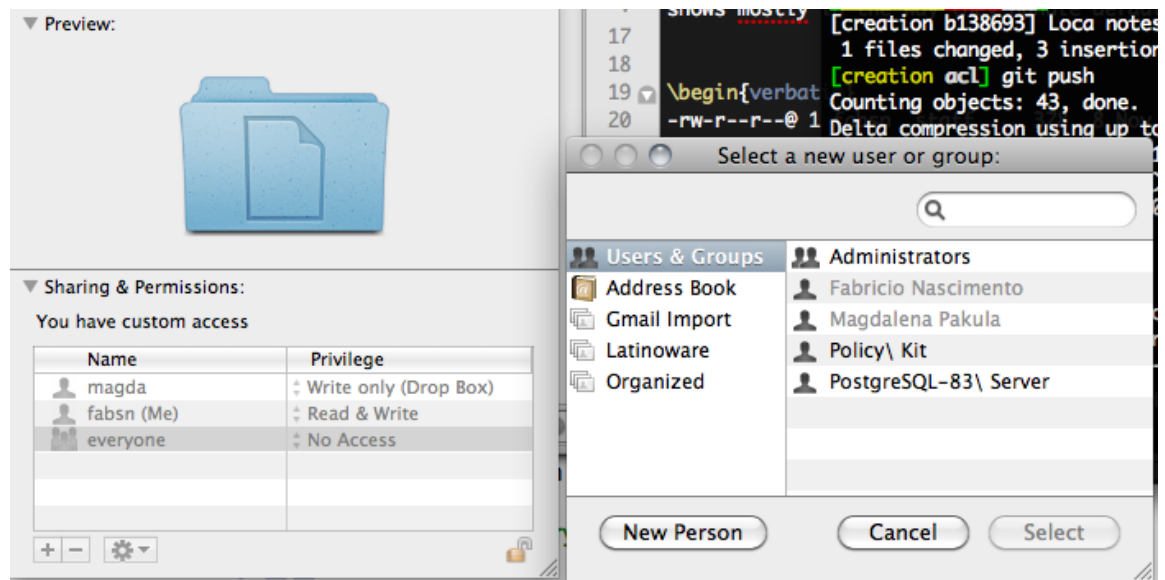 Preview:
Sharing & Permissions:
You have custom access
Name Privilege
magda Write only (Drop Box)
fabsn (Me) Read & Write
everyone No Access
shows mostly
17
18
19 \begin{verbat
20 -rw-r--r--@ 1
[creation b138693] Loca notes
1 files changed, 3 insertion
[creation acl] git push
Counting objects: 43, done.
Delta compression using up to
Select a new user or group:
Users & Groups
Address Book
Gmail Import
Latinoware
Organized
Administrators
Fabricio Nascimento
Magdalena Pakula
Policy\ Kit
PostgreSQL-83\ Server
New Person Cancel Select